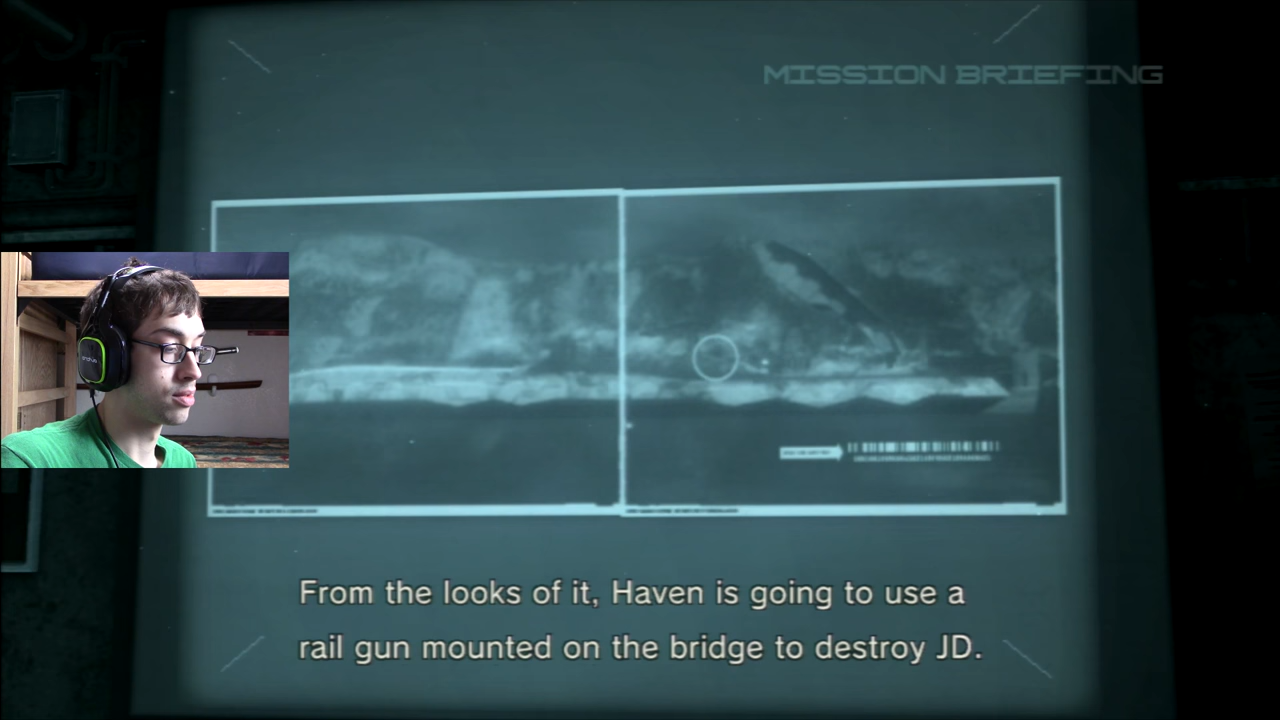 MISSION BRIEFING
From the looks of it, Haven is going to use a
rail gun mounted on the bridge to destroy JD.